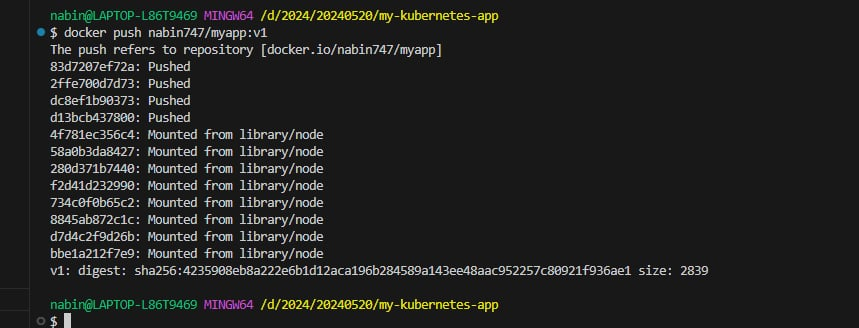 nabin@LAPTOP-L86T9469 MINGW64 /d/2024/20240520/my-kubernetes-app
$ docker push nabin747/myapp:v1
The push refers to repository [docker.io/nabin747/myapp]
83d7207ef72a: Pushed
2ffe700d7d73: Pushed
dc8ef1b90373: Pushed
d13bcb437800: Pushed
4f781ec356c4: Mounted from library/node
58a0b3da8427: Mounted from library/node
280d371b7440: Mounted from library/node
f2d41d232990: Mounted from library/node
734c0f0b65c2: Mounted from library/node
8845ab872c1c: Mounted from library/node
d7d4c2f9d26b: Mounted from library/node
bbe1a212f7e9: Mounted from library/node
v1: digest: sha256:4235908eb8a222e6b1d12aca196b284589a143ee48aac952257c80921f936ae1 size: 2839
nabin@LAPTOP-L86T9469 MINGW64 /d/2024/20240520/my-kubernetes-app
$